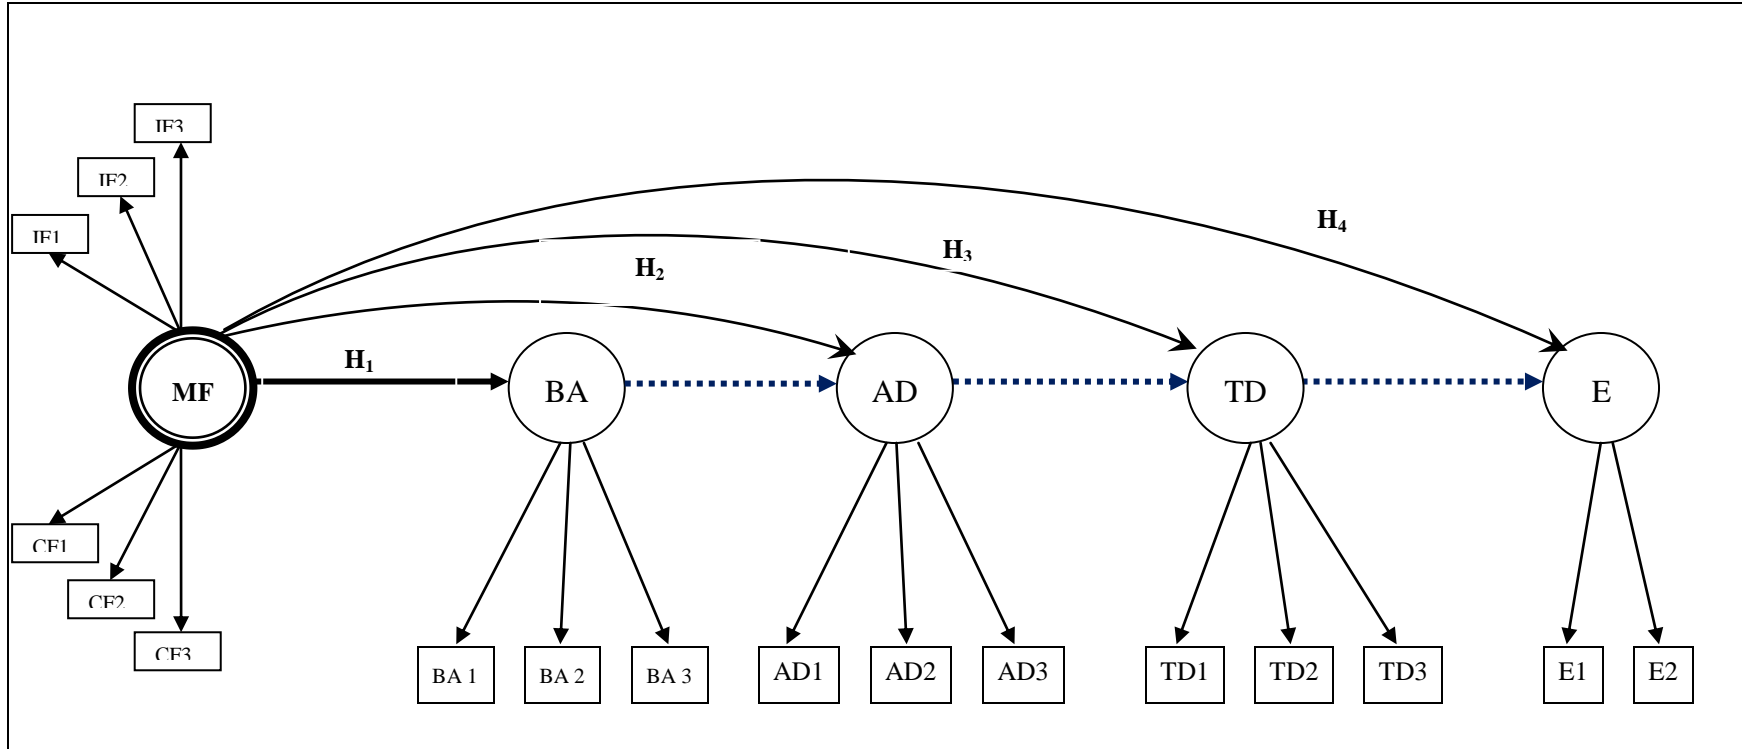 IF3
IF2
IF1
H4
H3
H2
H1
MF
BA
AD
TD
E
CF1
CF2
CF3
BA 1
BA 2
BA 3
AD1
AD2
AD3
TD1
TD2
TD3
E1
E2